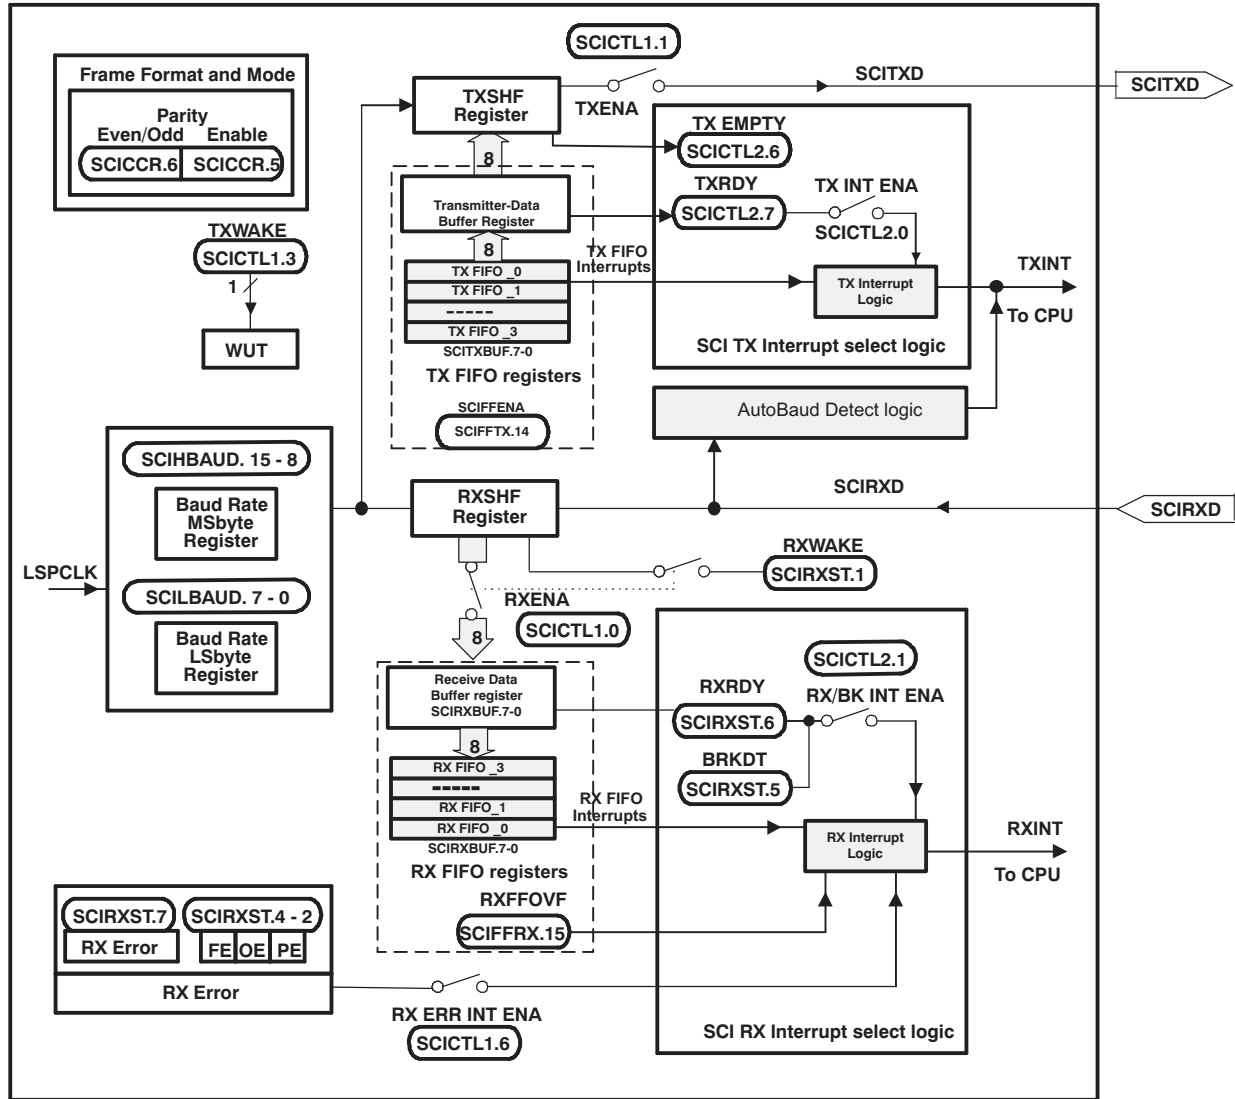 SCICTL1.1
Frame Format and Mode
Parity
Even/Odd Enable
SCICCR.6 SCICCR.5
TXSHF
Register
TXENA
SCITXD
SCITXD
TX EMPTY
SCICTL2.6
8
Transmitter-Data
Buffer Register
TXRDY
SCICTL2.7
TX INT ENA
SCICTL2.0
TXWAKE
SCICTL1.3
1
WUT
8
TX FIFO _0
TX FIFO _1
-----
TX FIFO _3
SCITXBUF.7-0
TX FIFO registers
SCIFFENA
SCIFFTX.14
TX FIFO
Interrupts
TX Interrupt
Logic
TXINT
To CPU
SCI TX Interrupt select logic
AutoBaud Detect logic
SCIHBAUD. 15 - 8
Baud Rate
MSbyte
Register
LSPCLK
SCILBAUD. 7 - 0
Baud Rate
LSbyte
Register
RXSHF
Register
SCIRXD
SCIRXD
RXWAKE
SCIRXST.1
RXENA
SCICTL1.0
8
Receive Data
Buffer register
SCIRXBUF.7-0
8
RX FIFO _3
-----
RX FIFO_1
RX FIFO _0
SCIRXBUF.7-0
RX FIFO registers
RXFFOVF
SCIFFRX.15
SCICTL2.1
RXRDY
RX/BK INT ENA
SCIRXST.6
BRKDT
SCIRXST.5
RX FIFO
Interrupts
RX Interrupt
Logic
RXINT
To CPU
SCI RX Interrupt select logic
SCIRXST.7 SCIRXST.4 - 2
RX Error FE OE PE
RX Error
RX ERR INT ENA
SCICTL1.6